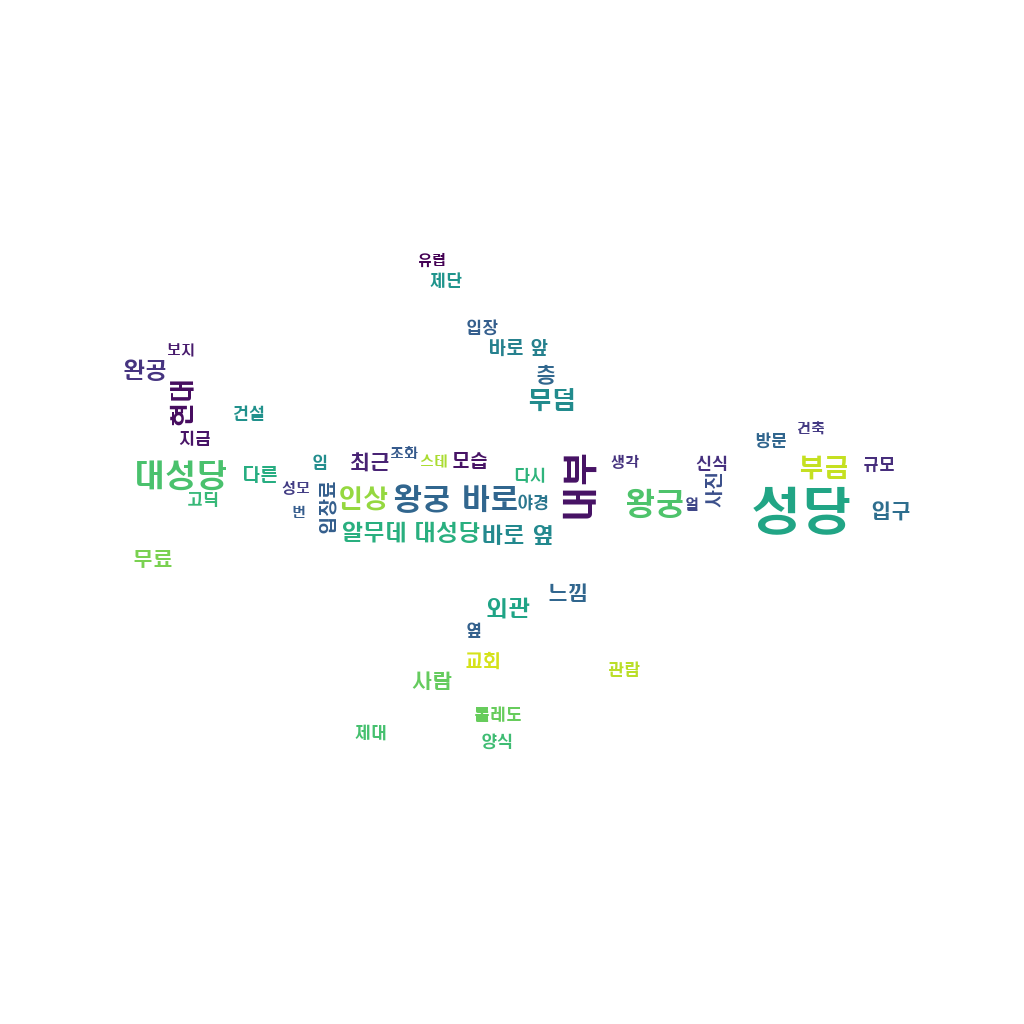 유럽
제단
입장
바로 앞
보지
완공
층
현대
무덤
건설
건축
지금
방문
조화
스테
모습
최근
임
생각
신식
부금
규모
대성당
다른
다시
내부
사진
성모
고딕
인상
왕궁 바로
야경
왕궁
열
성당
입구
번
입장료
알무데 대성당
바로 옆
무료
느낌
외관
옆
교회
관람
사람
톨레도
제대
양식